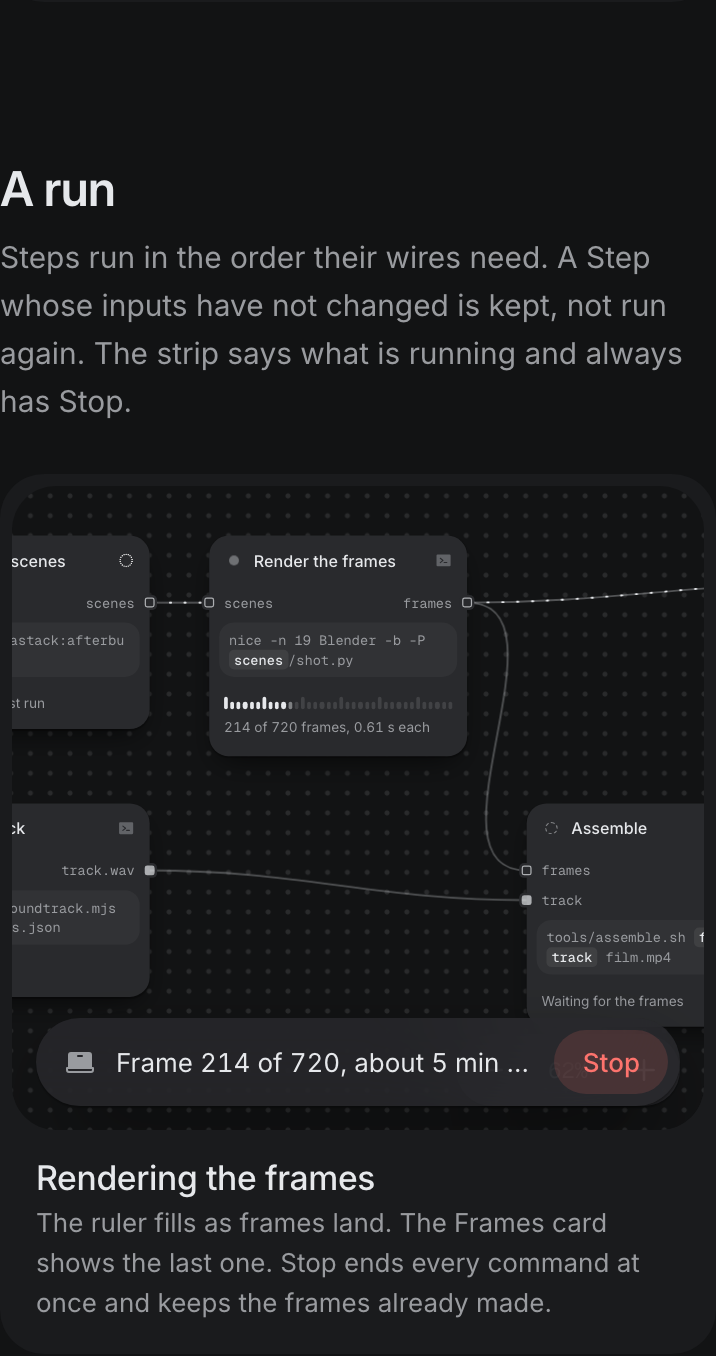 A run
Steps run in the order their wires need. A Step
whose inputs have not changed is kept, not run
again. The strip says what is running and always
has Stop.
scenes
scenes
astack:afterbu
st run
Render the frames
scenes
frames
nice -n 19 Blender -b -P
scenes/shot.py
214 of 720 frames, 0.61 s each
ck
track.wav
oundtrack.mjs
s.json
Assemble
frames
track
tools/assemble.sh f
track film.mp4
Waiting for the frames
Frame 214 of 720, about 5 min ...
Stop
Rendering the frames
The ruler fills as frames land. The Frames card
shows the last one. Stop ends every command at
once and keeps the frames already made.